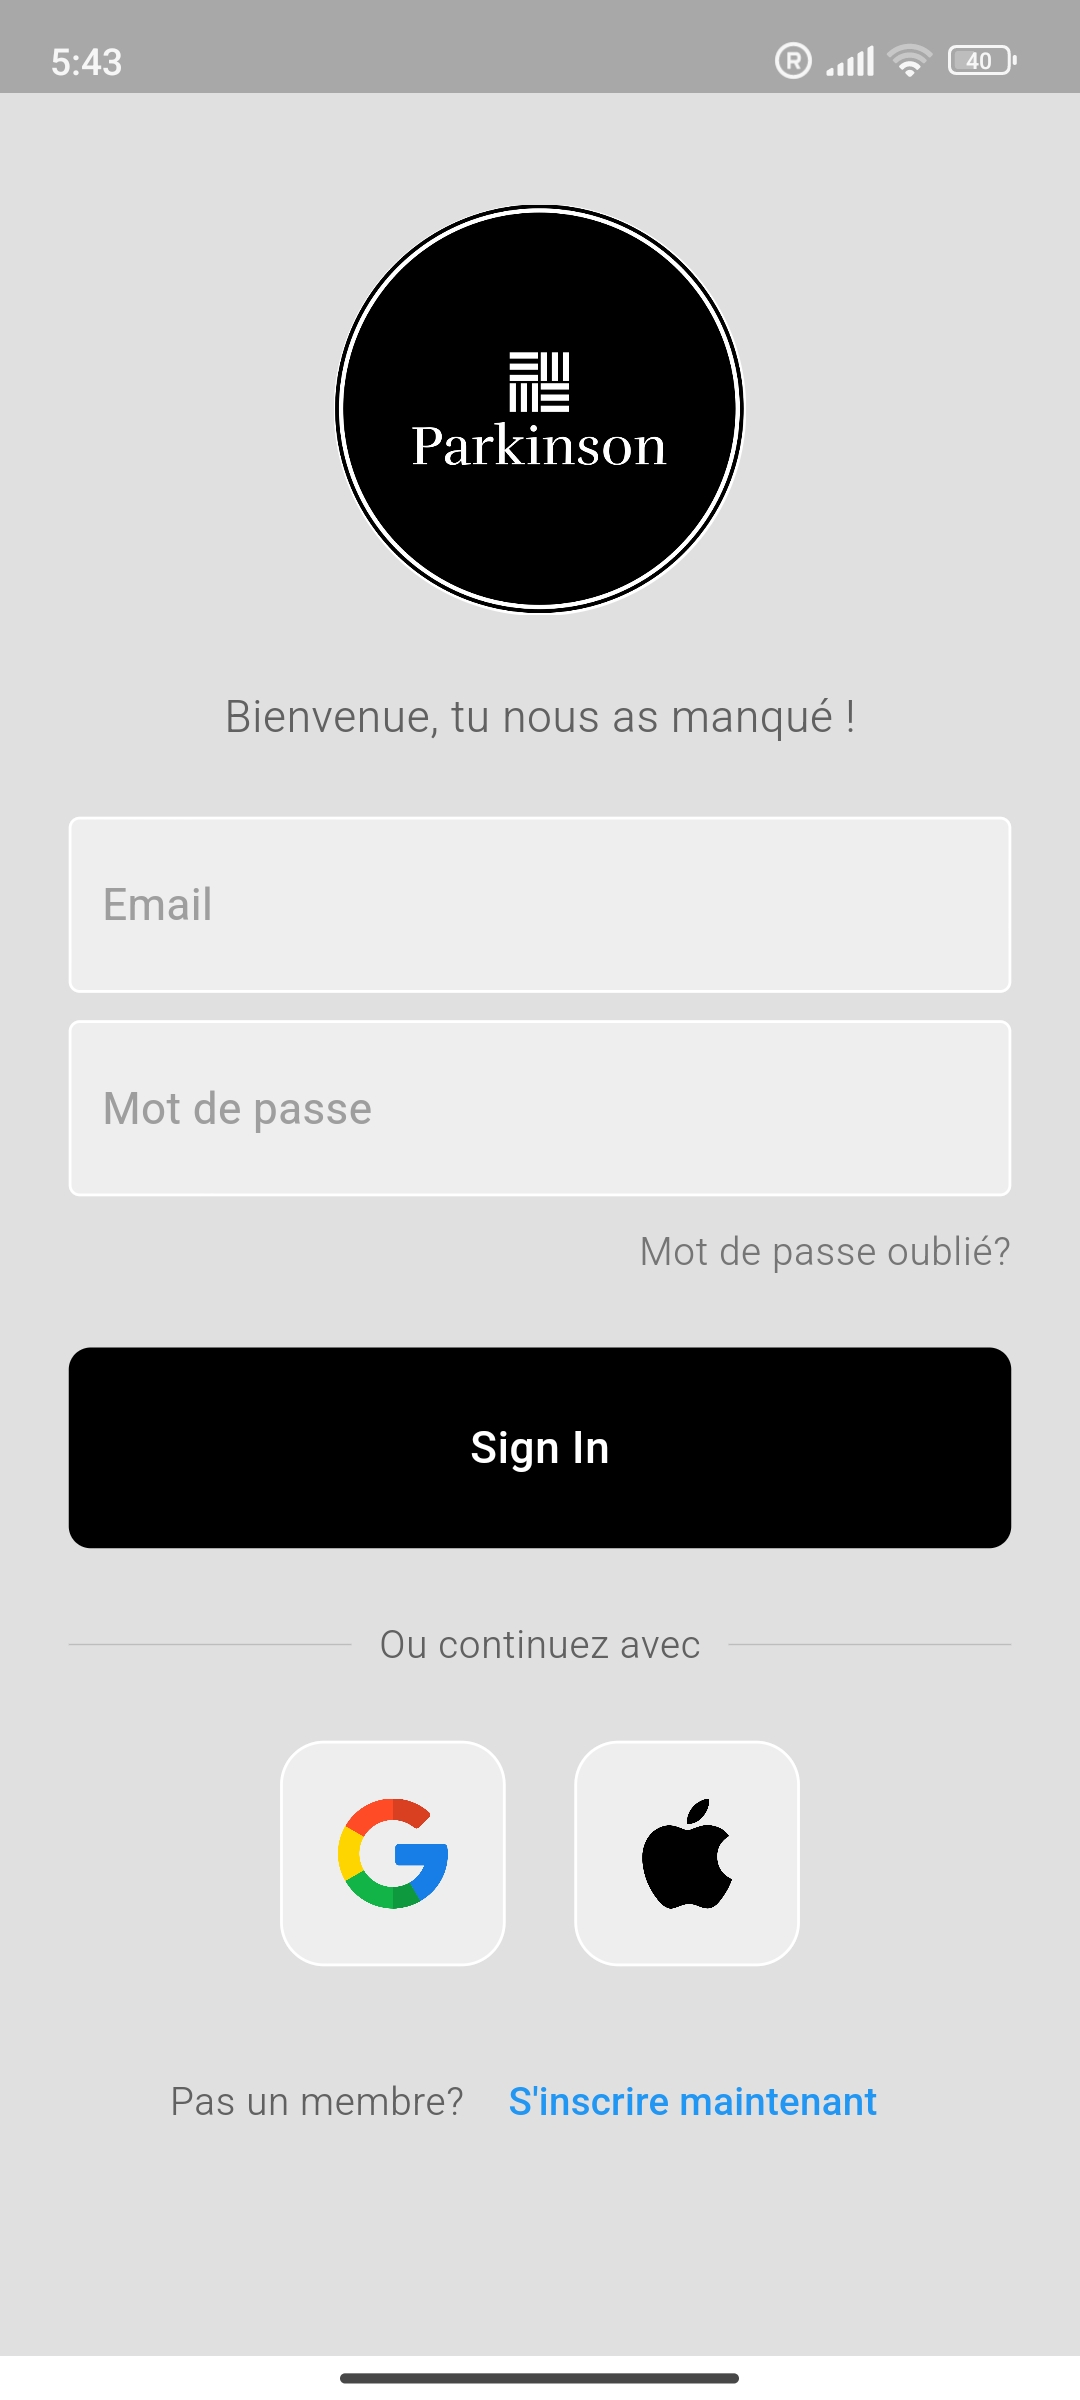 5:43
R
40
Parkinson
Bienvenue, tu nous as manqué !
Email
Mot de passe
Mot de passe oublié?
Sign In
Ou continuez avec
Pas un membre? S'inscrire maintenant